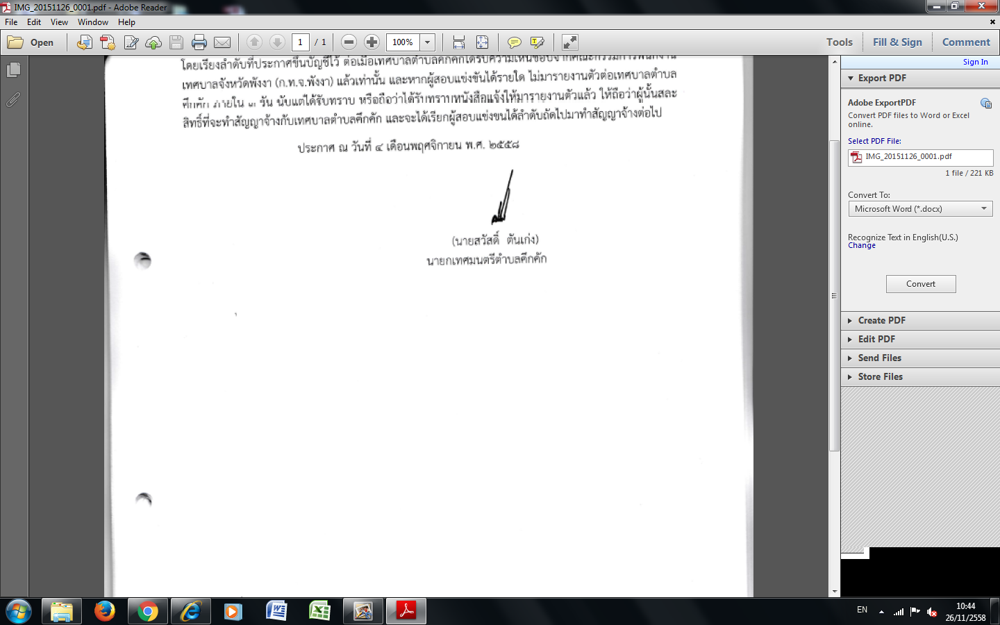 IMG_20151126_0001.pdf - Adobe Reader
File Edit View Window Help
Open 1 / 1 100% Tools Fill & Sign Comment
Sign In
Export PDF
Adobe ExportPDF
Convert PDF files to Word or Excel
online.
Select PDF File:
IMG_20151126_0001.pdf
1 file / 221 KB
Convert To:
Microsoft Word (*.docx)
Recognize Text in English(U.S.)
Change
Convert
Create PDF
Edit PDF
Send Files
Store Files
โดยเรียงลำดับที่ประกาศขึ้นบัญชีไว้ ต่อเมื่อเทศบาลตำบลคึกคักได้รับความเห็นชอบจากคณะกรรมการพนักงาน
เทศบาลจังหวัดพังงา (ก.ท.จ.พังงา) แล้วเท่านั้น และหากผู้สอบแข่งขันได้รายใด ไม่มารายงานตัวต่อเทศบาลตำบล
คึกคัก ภายใน ๓ วัน นับแต่ได้รับทราบ หรือถือว่าได้รับทราบหนังสือแจ้งให้มารายงานตัวแล้ว ให้ถือว่าผู้นั้นสละ
สิทธิ์ที่จะทำสัญญาจ้างกับเทศบาลตำบลคึกคัก และจะได้เรียกผู้สอบแข่งขนได้ลำดับถัดไปมาทำสัญญาจ้างต่อไป
ประกาศ ณ วันที่ ๔ เดือนพฤศจิกายน พ.ศ. ๒๕๕๘
(นายสวัสดิ์ ตันเก่ง)
นายกเทศมนตรีตำบลคึกคัก
EN 10:44
26/11/2558